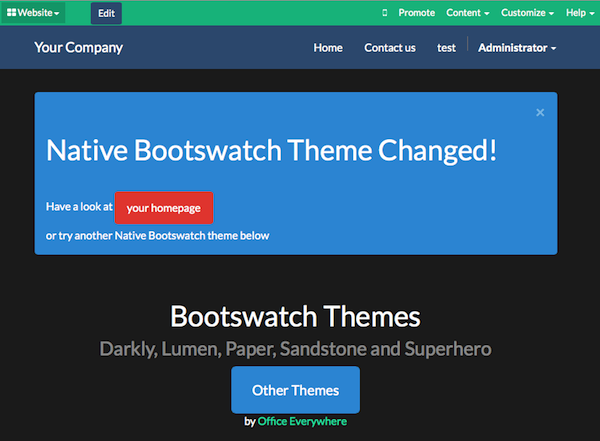 Website Edit Promote Content Customize Help
Your Company Home Contact us test Administrator
×
Native Bootswatch Theme Changed!
Have a look at your homepage
or try another Native Bootswatch theme below
Bootswatch Themes
Darkly, Lumen, Paper, Sandstone and Superhero
Other Themes
by Office Everywhere